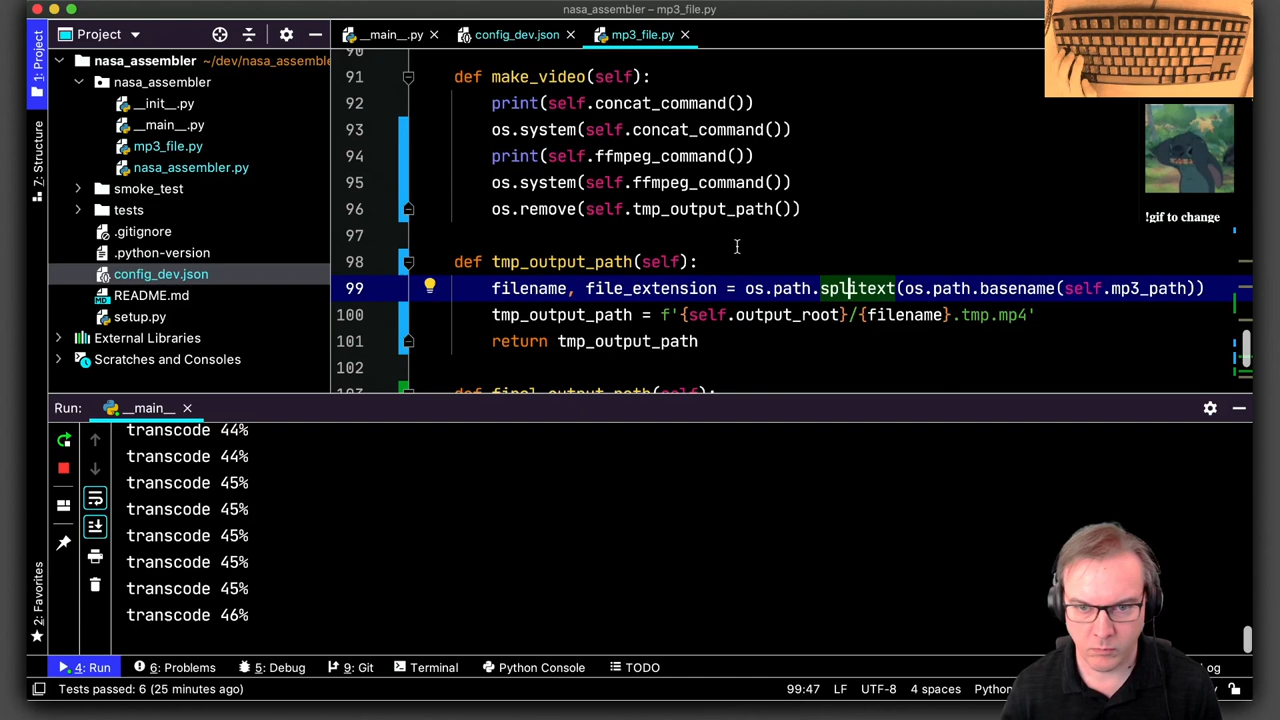 nasa_assembler – mp3_file.py
Project
__main__.py
config_dev.json
mp3_file.py
1: Project
7: Structure
2: Favorites
nasa_assembler ~/dev/nasa_assemble
nasa_assembler
__init__.py
__main__.py
mp3_file.py
nasa_assembler.py
smoke_test
tests
.gitignore
.python-version
config_dev.json
README.md
setup.py
External Libraries
Scratches and Consoles
90
91 def make_video(self):
92 print(self.concat_command())
93 os.system(self.concat_command())
94 print(self.ffmpeg_command())
95 os.system(self.ffmpeg_command())
96 os.remove(self.tmp_output_path())
97
98 def tmp_output_path(self):
99 filename, file_extension = os.path.splitext(os.path.basename(self.mp3_path))
100 tmp_output_path = f'{self.output_root}/{filename}.tmp.mp4'
101 return tmp_output_path
102
103 def final_output_path(self):
!gif to change
Run: __main__
transcode 44%
transcode 44%
transcode 45%
transcode 45%
transcode 45%
transcode 45%
transcode 45%
transcode 46%
4: Run
6: Problems
5: Debug
9: Git
Terminal
Python Console
TODO
og
Tests passed: 6 (25 minutes ago)
99:47
LF
UTF-8
4 spaces
Python